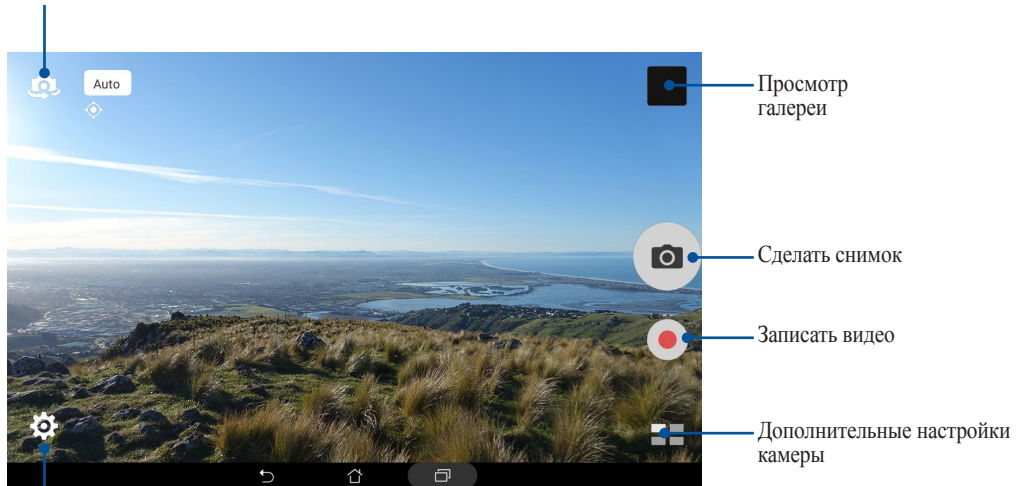 Auto
Просмотр
галереи
Сделать снимок
Записать видео
Дополнительные настройки
камеры